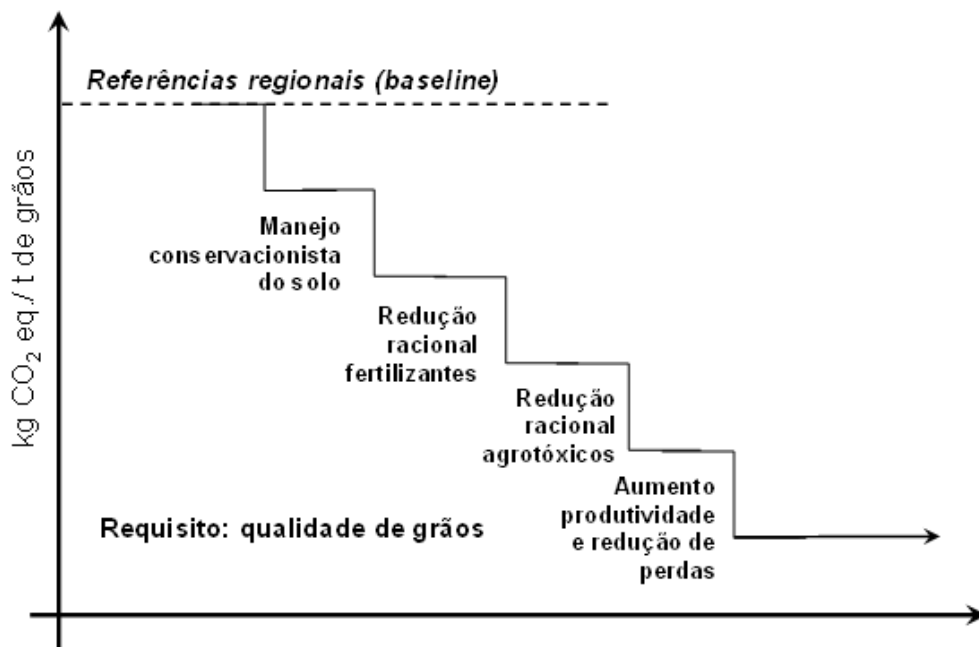 Referências regionais (baseline)
kg CO₂ eq./ t de grãos
Manejo
conservacionista
do solo
Redução
racional
fertilizantes
Redução
racional
agrotóxicos
Aumento
produtividade
e redução de
perdas
Requisito: qualidade de grãos